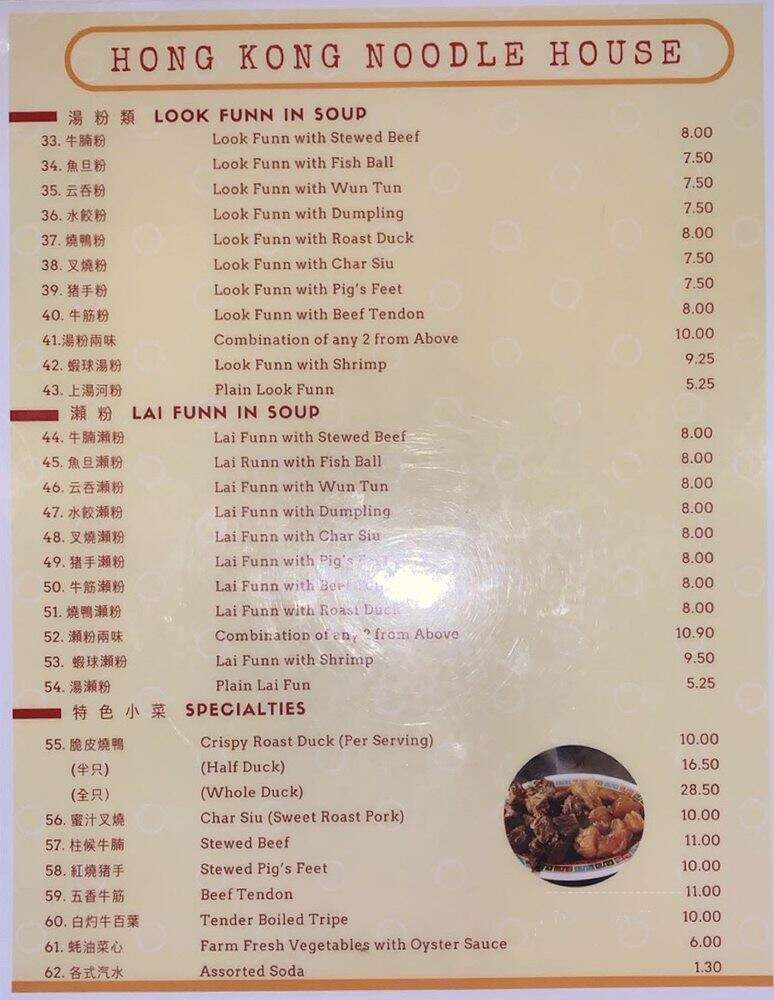 HONG KONG NOODLE HOUSE
湯粉類 LOOK FUNN IN SOUP
33. 牛腩粉 Look Funn with Stewed Beef 8.00
34. 魚旦粉 Look Funn with Fish Ball 7.50
35. 云吞粉 Look Funn with Wun Tun 7.50
36. 水餃粉 Look Funn with Dumpling 7.50
37. 燒鴨粉 Look Funn with Roast Duck 8.00
38. 叉燒粉 Look Funn with Char Siu 7.50
39. 猪手粉 Look Funn with Pig's Feet 7.50
40. 牛筋粉 Look Funn with Beef Tendon 8.00
41.湯粉兩味 Combination of any 2 from Above 10.00
42. 蝦球湯粉 Look Funn with Shrimp 9.25
43. 上湯河粉 Plain Look Funn 5.25
瀬粉 LAI FUNN IN SOUP
44. 牛腩瀬粉 Lai Funn with Stewed Beef 8.00
45. 魚旦瀬粉 Lai Runn with Fish Ball 8.00
46. 云吞瀬粉 Lai Funn with Wun Tun 8.00
47. 水餃瀬粉 Lai Funn with Dumpling 8.00
48. 叉燒瀬粉 Lai Funn with Char Siu 8.00
49. 猪手瀬粉 Lai Funn with Pig's 8.00
50. 牛筋瀬粉 Lai Funn with Beef 8.00
51. 燒鴨瀬粉 Lai Funn with Roast Duck 8.00
52. 瀬粉兩味 Combination of any 2 from Above 10.90
53. 蝦球瀬粉 Lai Funn with Shrimp 9.50
54. 湯瀬粉 Plain Lai Fun 5.25
特色小菜 SPECIALTIES
55. 脆皮燒鴨 Crispy Roast Duck (Per Serving) 10.00
(半只) (Half Duck) 16.50
(全只) (Whole Duck) 28.50
56. 蜜汁叉燒 Char Siu (Sweet Roast Pork) 10.00
57. 柱候牛腩 Stewed Beef 11.00
58. 紅燒猪手 Stewed Pig's Feet 10.00
59. 五香牛筋 Beef Tendon 11.00
60. 白灼牛百葉 Tender Boiled Tripe 10.00
61. 蚝油菜心 Farm Fresh Vegetables with Oyster Sauce 6.00
62. 各式汽水 Assorted Soda 1.30